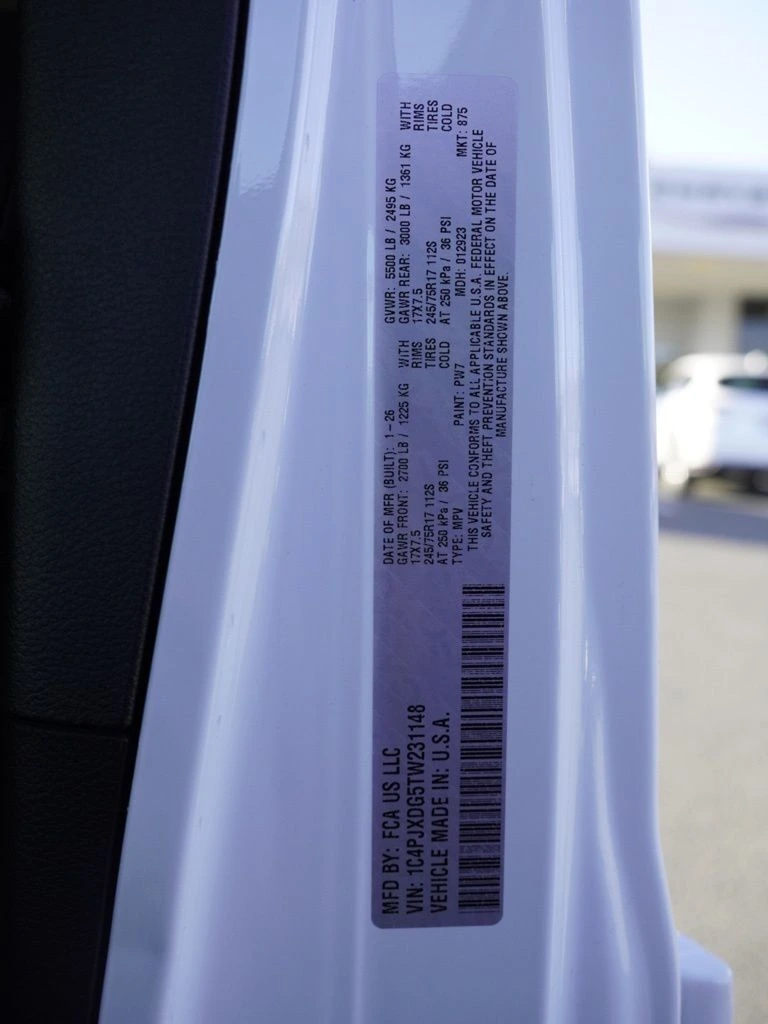 MFD BY: FCA US LLC
VIN: 1C4PJXDG5TW231148
VEHICLE MADE IN: U.S.A.
DATE OF MFR (BUILT): 1-26 GVWR: 5500 LB / 2495 KG
GAWR FRONT: 2700 LB / 1225 KG WITH GAWR REAR: 3000 LB / 1361 KG WITH
17X7.5 RIMS 17X7.5 RIMS
245/75R17 112S TIRES 245/75R17 112S TIRES
AT 250 kPa / 36 PSI COLD AT 250 kPa / 36 PSI COLD
TYPE: MPV PAINT: PW7 MDH: 012923 MKT: 875
THIS VEHICLE CONFORMS TO ALL APPLICABLE U.S.A. FEDERAL MOTOR VEHICLE
SAFETY AND THEFT PREVENTION STANDARDS IN EFFECT ON THE DATE OF
MANUFACTURE SHOWN ABOVE.